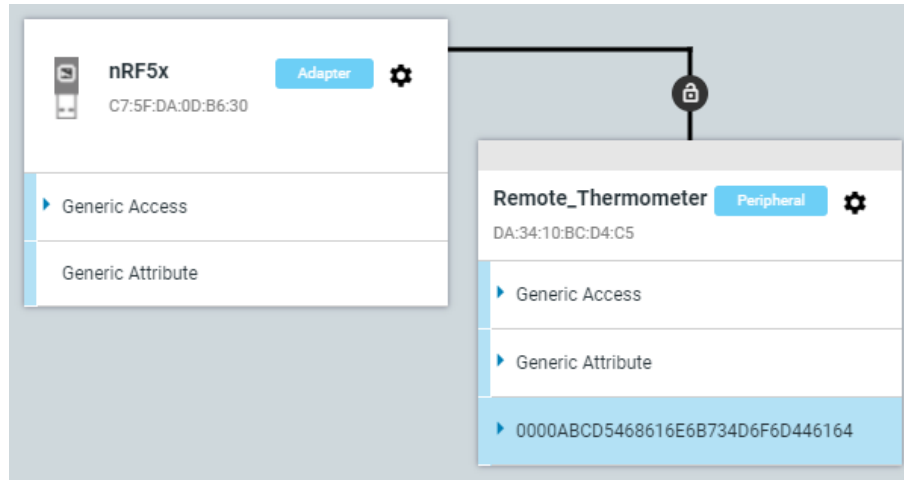 nRF5x
Adapter
C7:5F:DA:0D:B6:30
Generic Access
Generic Attribute
Remote_Thermometer
Peripheral
DA:34:10:BC:D4:C5
Generic Access
Generic Attribute
0000ABCD5468616E6B734D6F6D446164